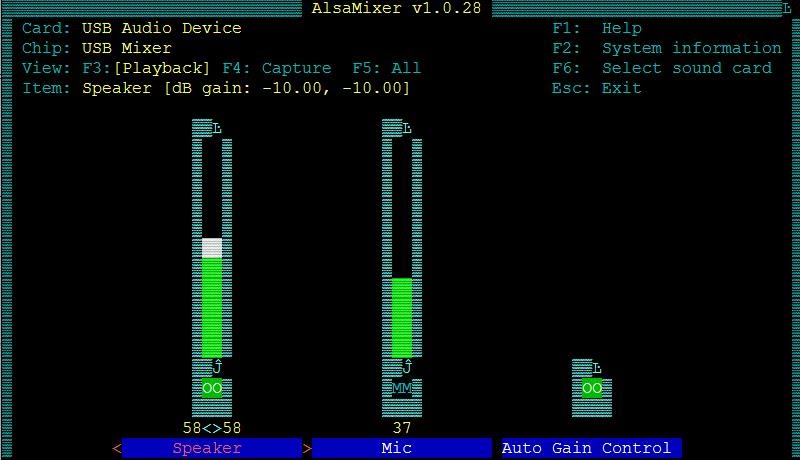 AlsaMixer v1.0.28
Card: USB Audio Device F1: Help
Chip: USB Mixer F2: System information
View: F3:[Playback] F4: Capture F5: All F6: Select sound card
Item: Speaker [dB gain: -10.00, -10.00] Esc: Exit
OO MM OO
58<>58 37
< Speaker > Mic Auto Gain Control